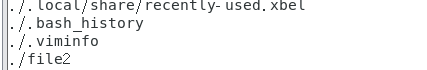 ./.local/share/recently-used.xbel
./.bash_history
./.viminfo
./file2